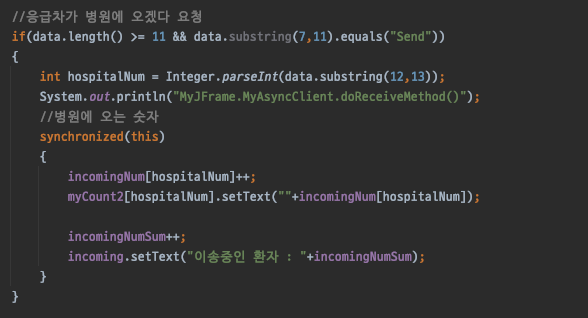 //응급차가 병원에 오겠다 요청
if(data.length() >= 11 && data.substring(7,11).equals("Send"))
{
int hospitalNum = Integer.parseInt(data.substring(12,13));
System.out.println("MyJFrame.MyAsyncClient.doReceiveMethod()");
//병원에 오는 숫자
synchronized(this)
{
incomingNum[hospitalNum]++;
myCount2[hospitalNum].setText(""+incomingNum[hospitalNum]);
incomingNumSum++;
incoming.setText("이송중인 환자 : "+incomingNumSum);
}
}